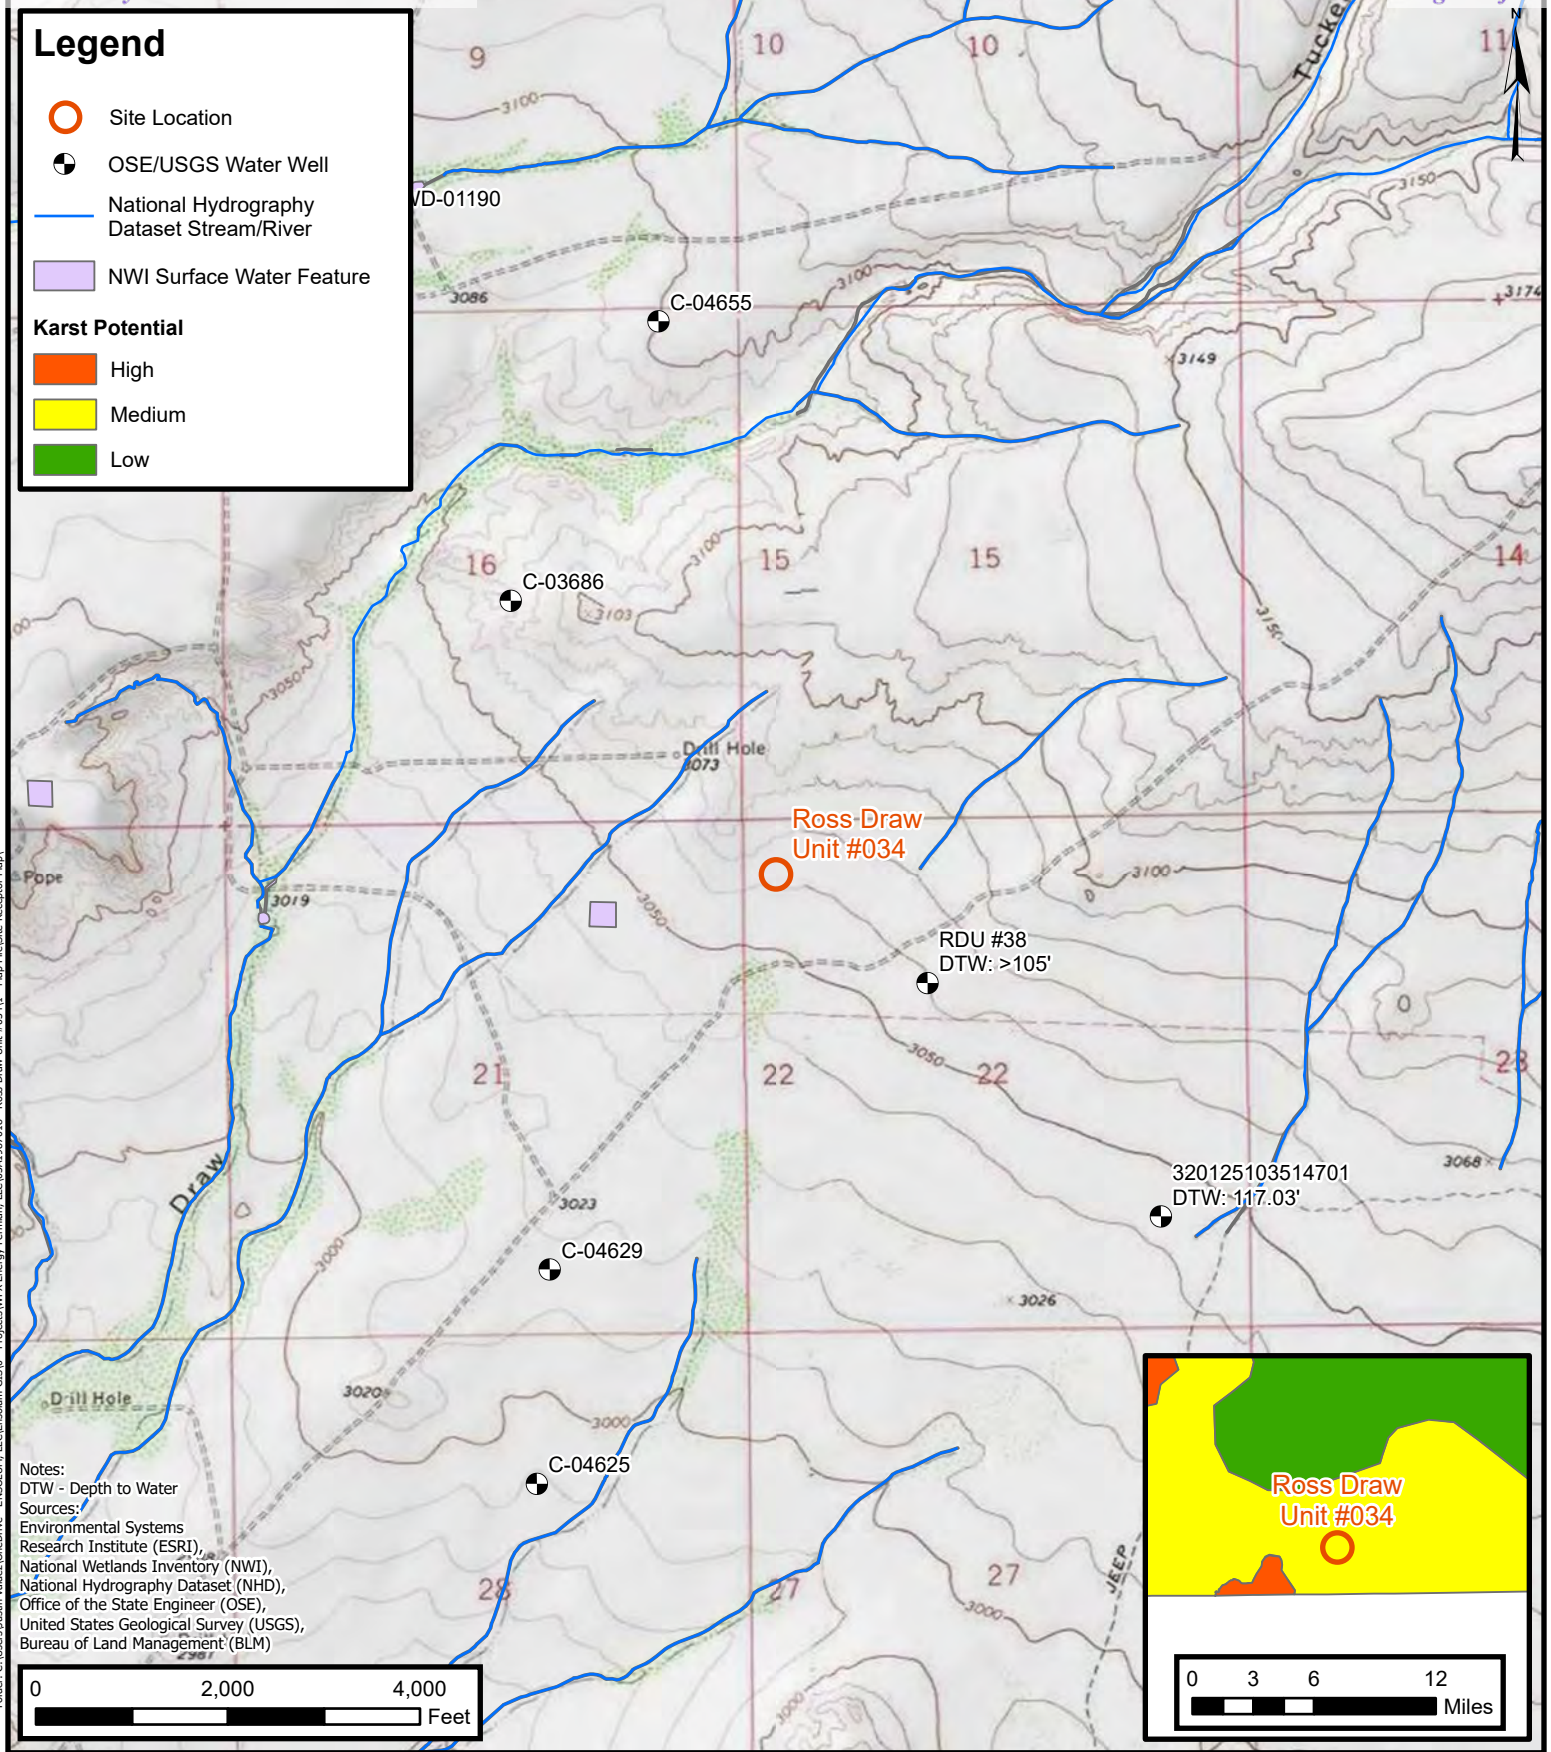 Legend
Site Location
OSE/USGS Water Well
National Hydrography
Dataset Stream/River
NWI Surface Water Feature
Karst Potential
High
Medium
Low
N
9
10
10
11
Tucke
3100
3150
D-01190
3086
3100
C-04655
3174
3149
16
3100
15
15
14
C-03686
3103
3150
3050
Drill Hole
3073
Ross Draw
Unit #034
Pope
3019
3050
3100
RDU #38
DTW: >105'
21
22
3050
22
23
Draw
320125103514701
DTW: 117.03'
3068
3023
3000
C-04629
3026
3020
Drill Hole
3000
C-04625
28
27
27
3000
JEEP
3000
2987
Notes:
DTW - Depth to Water
Sources:
Environmental Systems
Research Institute (ESRI),
National Wetlands Inventory (NWI),
National Hydrography Dataset (NHD),
Office of the State Engineer (OSE),
United States Geological Survey (USGS),
Bureau of Land Management (BLM)
0 2,000 4,000
Feet
Ross Draw
Unit #034
0 3 6 12
Miles